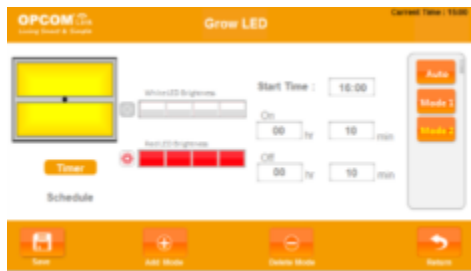 OPCOM Link
Living Smart & Simple
Grow LED
Current Time : 15:00
White LED Brightness
Red LED Brightness
Start Time : 16:00
On
00 hr 10 min
Off
00 hr 10 min
Timer
Schedule
Auto
Mode 1
Mode 2
Save
Add Mode
Delete Mode
Return